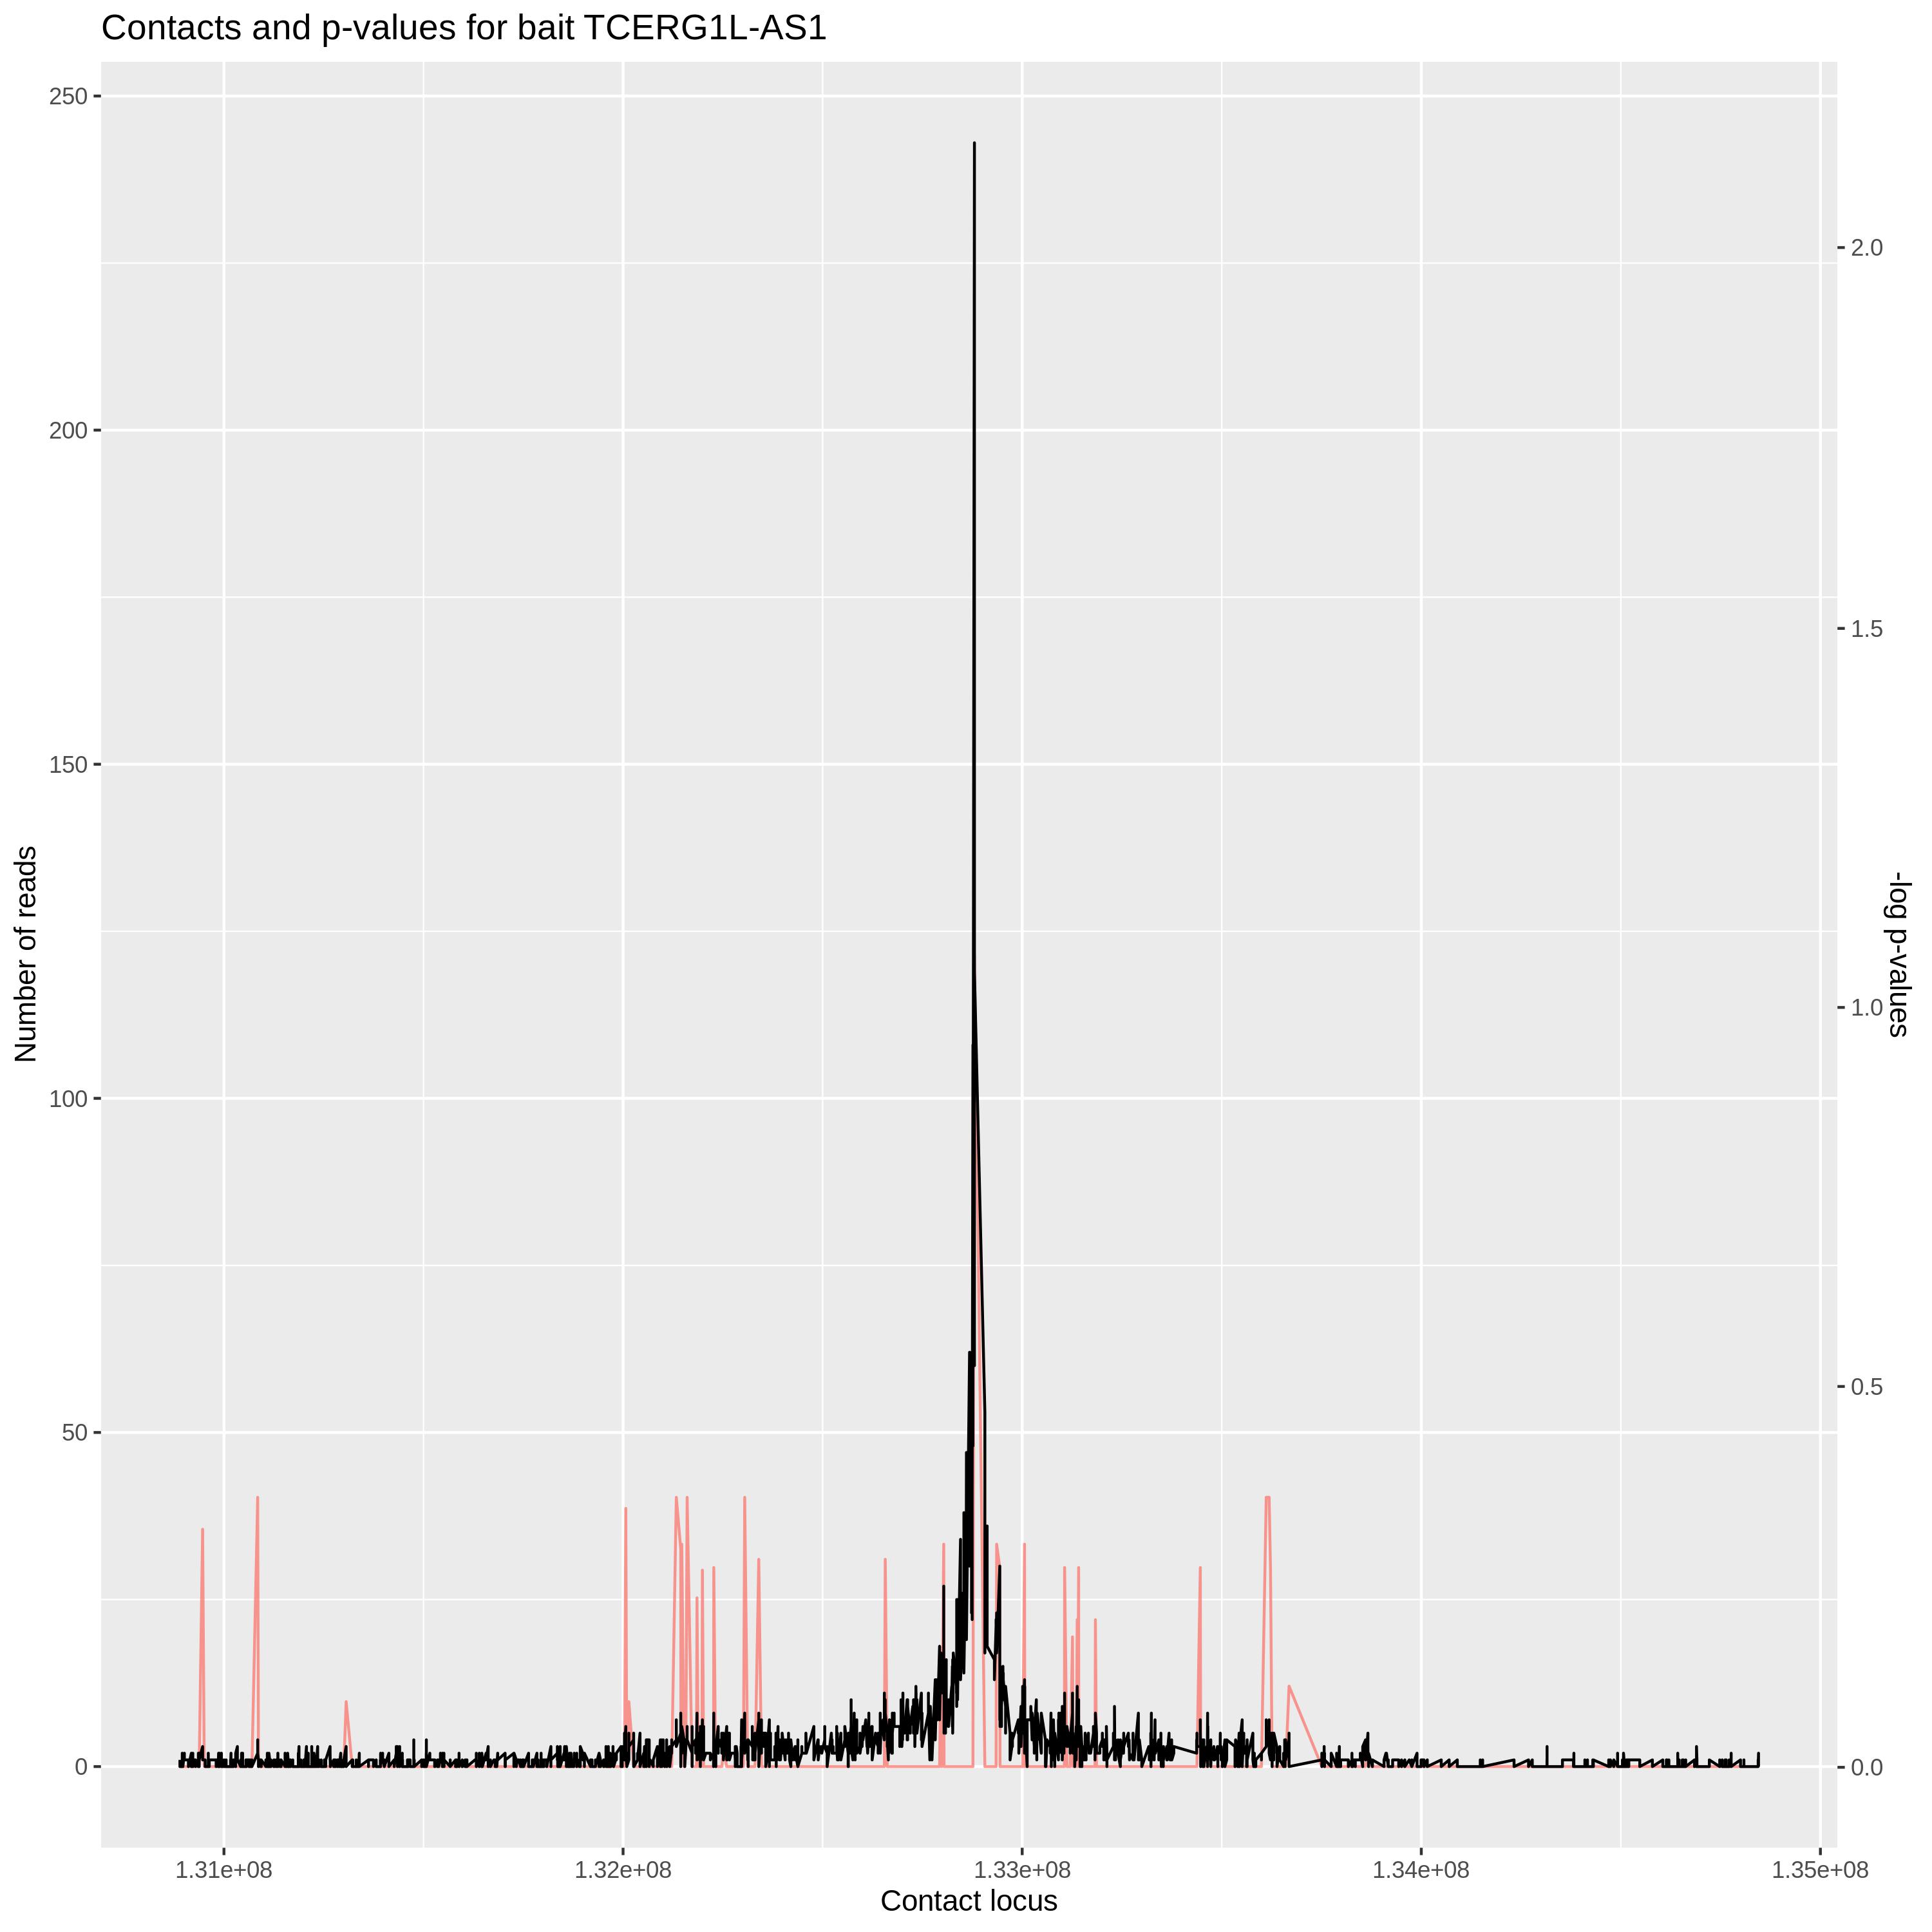 Contacts and p-values for bait TCERG1L-AS1
250
200
150
100
50
0
Number of reads
2.0
1.5
1.0
0.5
0.0
-log p-values
1.31e+08
1.32e+08
1.33e+08
1.34e+08
1.35e+08
Contact locus